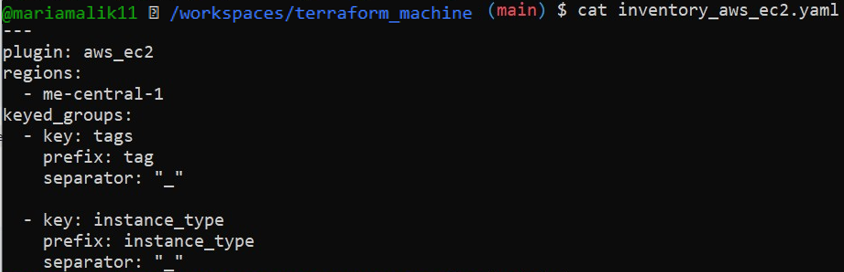 @mariamalik11 /workspaces/terraform_machine (main) $ cat inventory_aws_ec2.yaml
---
plugin: aws_ec2
regions:
  - me-central-1
keyed_groups:
  - key: tags
    prefix: tag
    separator: "_"

  - key: instance_type
    prefix: instance_type
    separator: "_"